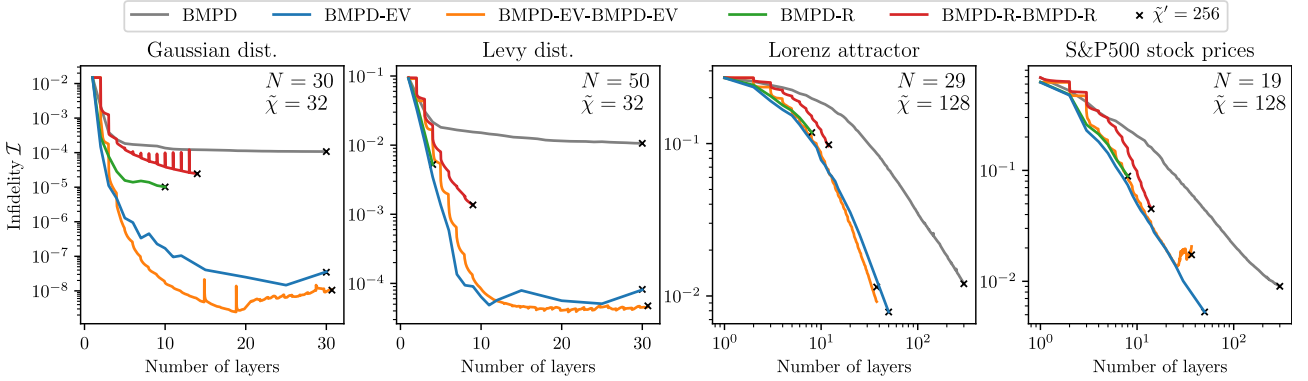 BMPD BMPD-EV BMPD-EV-BMPD-EV BMPD-R BMPD-R-BMPD-R χ̃′ = 256
Gaussian dist. Levy dist. Lorenz attractor S&P500 stock prices
N = 30 N = 50 N = 29 N = 19
χ̃ = 32 χ̃ = 32 χ̃ = 128 χ̃ = 128
Infidelity ℐ
10⁻² 10⁻³ 10⁻⁴ 10⁻⁵ 10⁻⁶ 10⁻⁷ 10⁻⁸
10⁻¹ 10⁻² 10⁻³ 10⁻⁴
10⁻¹ 10⁻²
10⁻¹ 10⁻²
0 10 20 30 0 10 20 30 10⁰ 10¹ 10² 10⁰ 10¹ 10²
Number of layers Number of layers Number of layers Number of layers